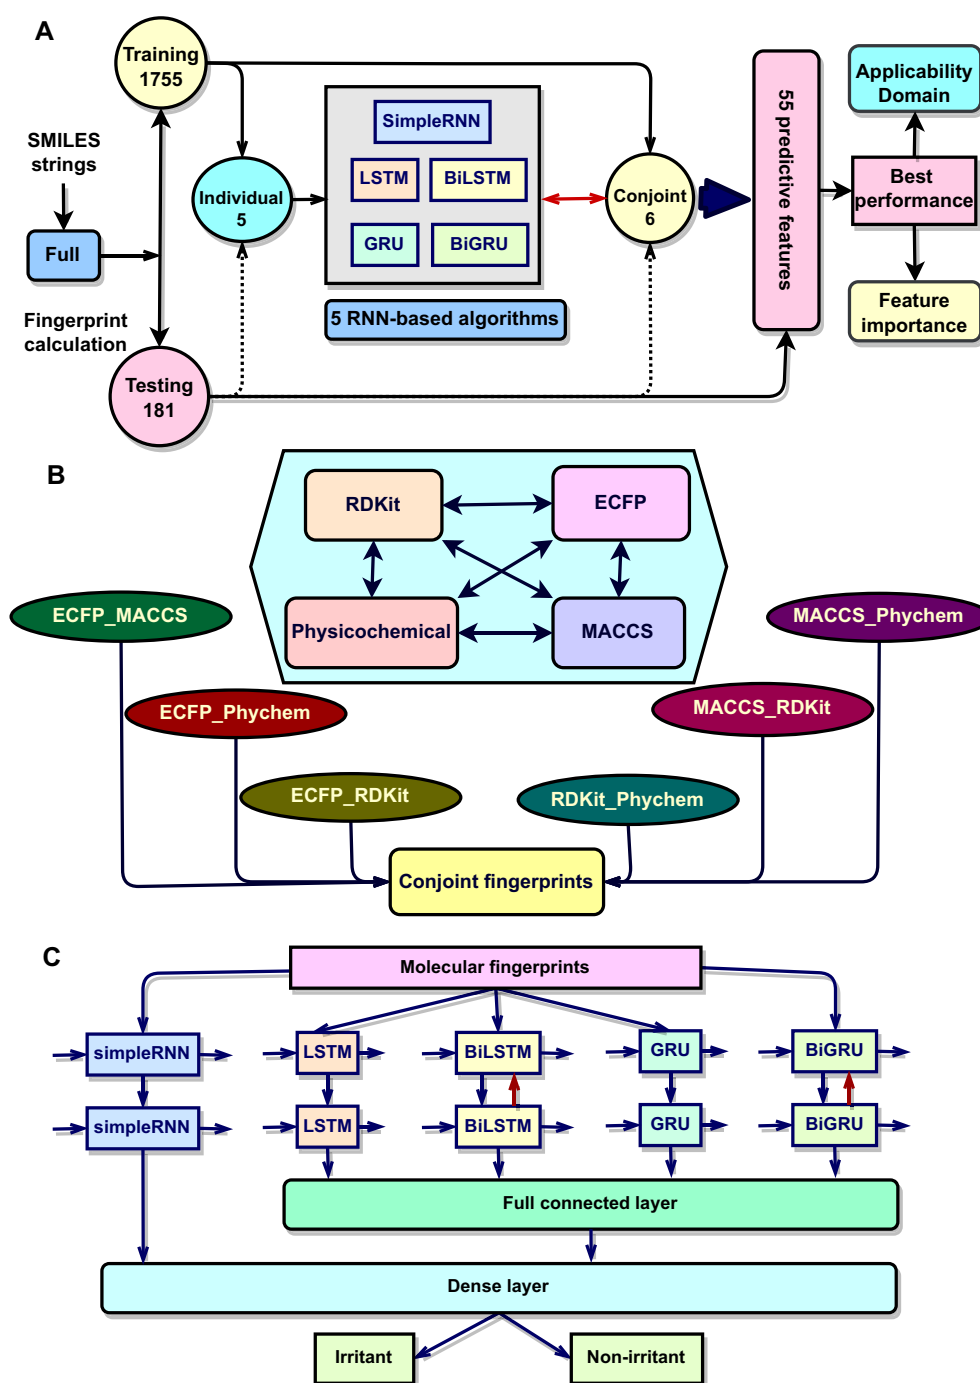 A
Training
1755
SMILES
strings
Full
Fingerprint
calculation
Testing
181
Individual
5
SimpleRNN
LSTM
BiLSTM
GRU
BiGRU
5 RNN-based algorithms
Conjoint
6
55 predictive features
Applicability
Domain
Best
performance
Feature
importance
B
RDKit
ECFP
Physicochemical
MACCS
ECFP_MACCS
MACCS_Phychem
ECFP_Phychem
MACCS_RDKit
ECFP_RDKit
RDKit_Phychem
Conjoint fingerprints
C
Molecular fingerprints
simpleRNN
LSTM
BiLSTM
GRU
BiGRU
simpleRNN
LSTM
BiLSTM
GRU
BiGRU
Full connected layer
Dense layer
Irritant
Non-irritant